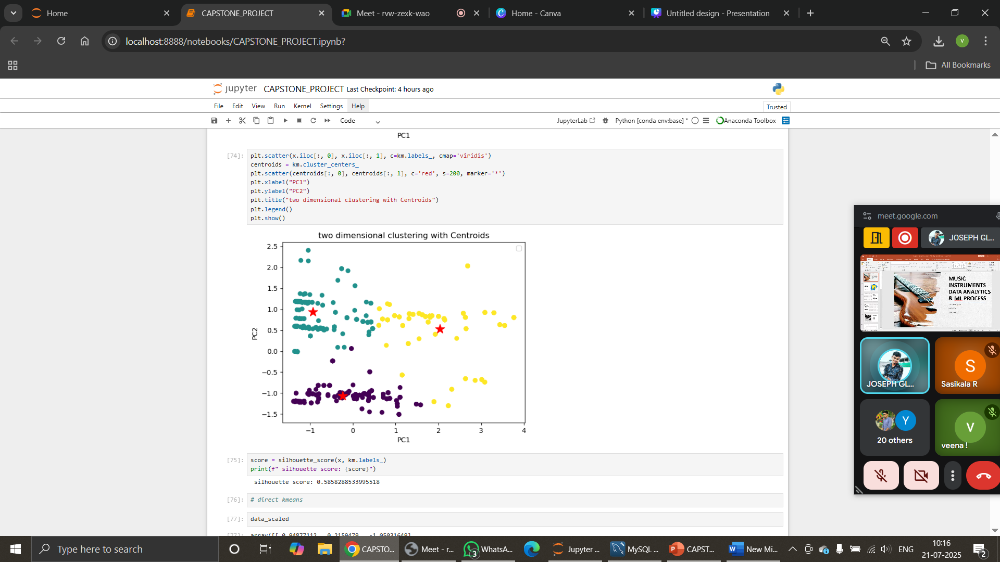 Home
CAPSTONE_PROJECT
Meet - rvw-zexk-wao
Home - Canva
Untitled design - Presentation
localhost:8888/notebooks/CAPSTONE_PROJECT.ipynb?
V
All Bookmarks
jupyter CAPSTONE_PROJECT Last Checkpoint: 4 hours ago
File Edit View Run Kernel Settings Help
Trusted
Code
JupyterLab
Python [conda env:base] *
Anaconda Toolbox
PC1
[74]:
plt.scatter(x.iloc[:, 0], x.iloc[:, 1], c=km.labels_, cmap='viridis')
centroids = km.cluster_centers_
plt.scatter(centroids[:, 0], centroids[:, 1], c='red', s=200, marker='*')
plt.xlabel("PC1")
plt.ylabel("PC2")
plt.title("two dimensional clustering with Centroids")
plt.legend()
plt.show()
two dimensional clustering with Centroids
2.5
2.0
1.5
1.0
0.5
0.0
−0.5
−1.0
−1.5
PC2
−1 0 1 2 3 4
PC1
[75]:
score = silhouette_score(x, km.labels_)
print(f" silhouette score: {score}")
silhouette score: 0.5858288533995518
[76]:
# direct kmeans
[77]:
data_scaled
[77]:
array([[ 0.94877112, 0.2159479, -1.05031649],
meet.google.com
JOSEPH GL...
MUSIC
INSTRUMENTS
DATA ANALYTICS
& ML PROCESS
JOSEPH GL...
S
Sasikala R
Y
20 others
V
veena !
Type here to search
CAPSTO...
Meet - r...
3
WhatsA...
Jupyter ...
MySQL ...
CAPST...
New Mi...
ENG
10:16
21-07-2025
2